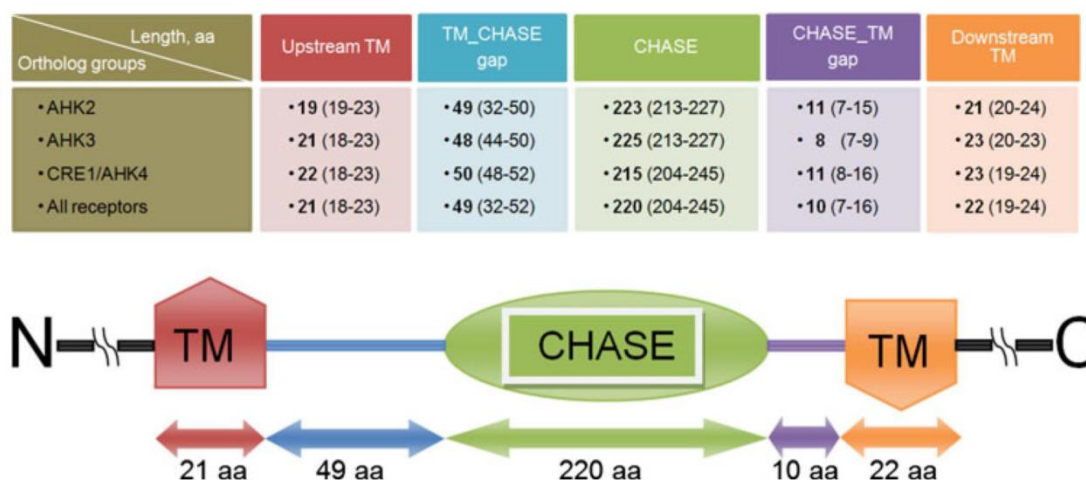 Length, aa
Ortholog groups
Upstream TM
TM_CHASE
gap
CHASE
CHASE_TM
gap
Downstream
TM
•AHK2 •19 (19-23) •49 (32-50) •223 (213-227) •11 (7-15) •21 (20-24)
•AHK3 •21 (18-23) •48 (44-50) •225 (213-227) • 8 (7-9) •23 (20-23)
•CRE1/AHK4 •22 (18-23) •50 (48-52) •215 (204-245) •11 (8-16) •23 (19-24)
•All receptors •21 (18-23) •49 (32-52) •220 (204-245) •10 (7-16) •22 (19-24)
N TM CHASE TM C
21 aa 49 aa 220 aa 10 aa 22 aa